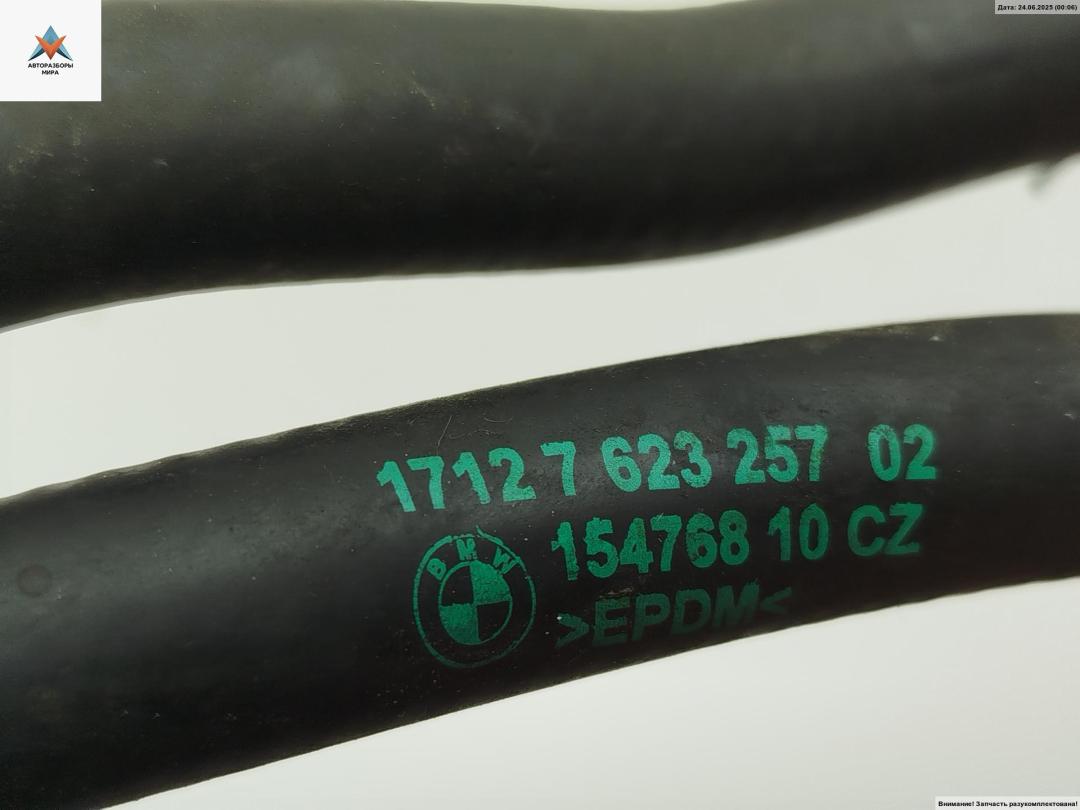 АВТОРАЗБОРЫ
МИРА
Дата: 24.06.2025 (00:06)
1712 7 623 257 02
BMW
154768 10 CZ
>EPDM<
Внимание! Запчасть разукомплектована!